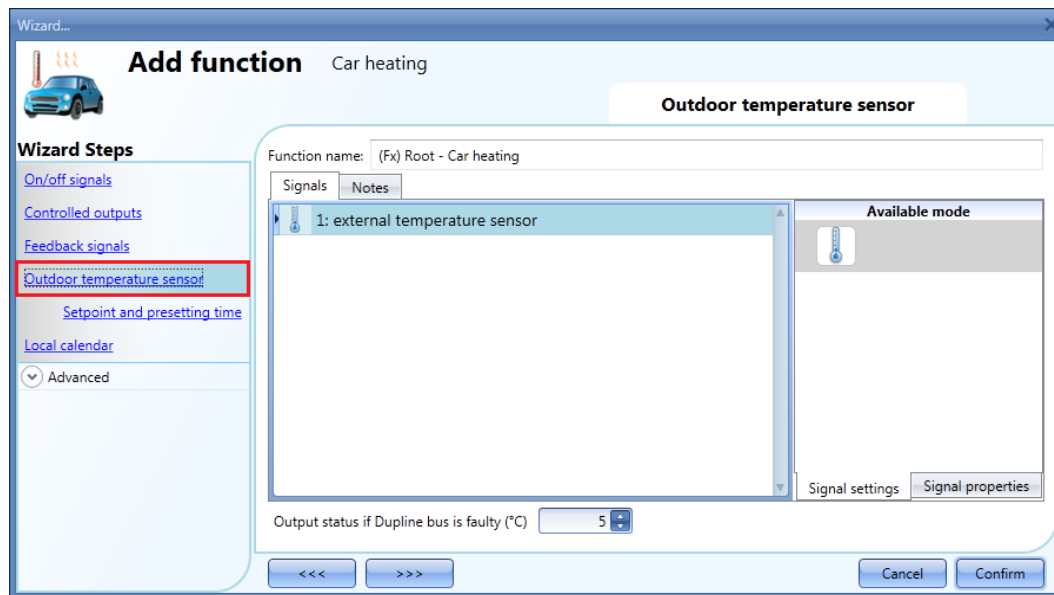 Wizard...
Add function Car heating
Outdoor temperature sensor
Wizard Steps
On/off signals
Controlled outputs
Feedback signals
Outdoor temperature sensor
Setpoint and presetting time
Local calendar
Advanced
Function name: (Fx) Root - Car heating
Signals Notes
1: external temperature sensor
Available mode
Signal settings Signal properties
Output status if Dupline bus is faulty (°C) 5
<<< >>> Cancel Confirm